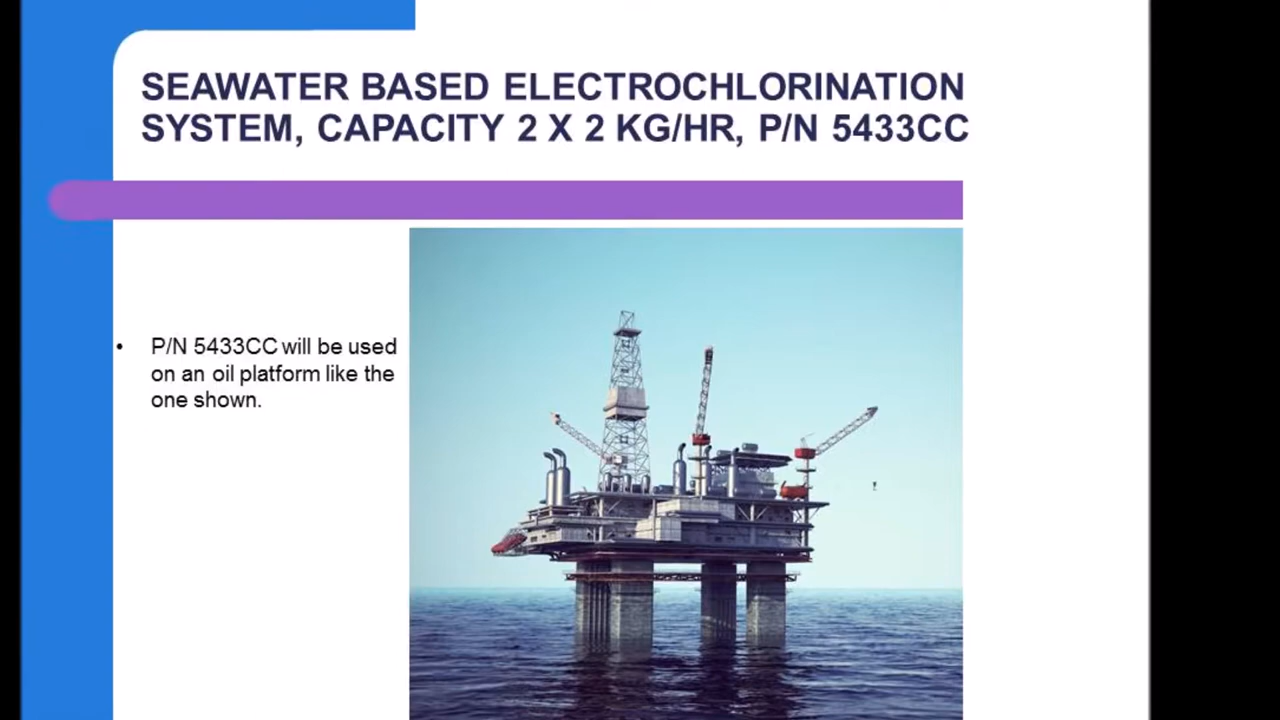 SEAWATER BASED ELECTROCHLORINATION
SYSTEM, CAPACITY 2 X 2 KG/HR, P/N 5433CC
• P/N 5433CC will be used
on an oil platform like the
one shown.